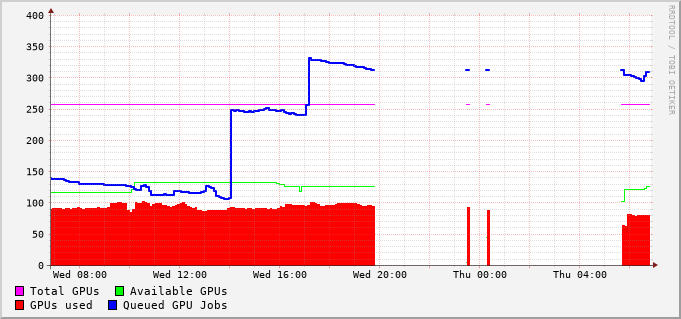 400
350
300
250
200
150
100
50
0
Wed 08:00 Wed 12:00 Wed 16:00 Wed 20:00 Thu 00:00 Thu 04:00
Total GPUs Available GPUs
GPUs used Queued GPU Jobs
RRDTOOL / TOBI OETIKER